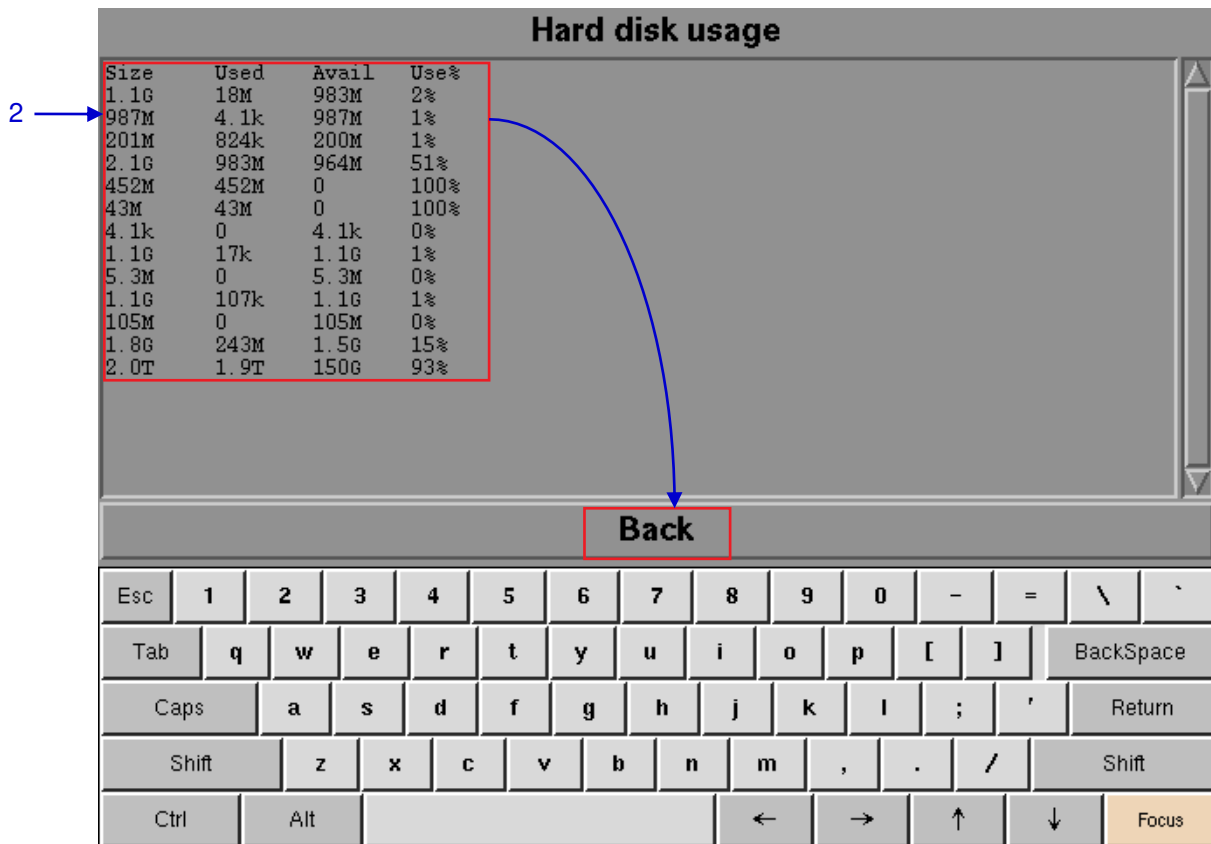 Hard disk usage
Size Used Avail Use%
1.1G 18M 983M 2%
2
987M 4.1k 987M 1%
201M 824k 200M 1%
2.1G 983M 964M 51%
452M 452M 0 100%
43M 43M 0 100%
4.1k 0 4.1k 0%
1.1G 17k 1.1G 1%
5.3M 0 5.3M 0%
1.1G 107k 1.1G 1%
105M 0 105M 0%
1.8G 243M 1.5G 15%
2.0T 1.9T 150G 93%
Back
Esc 1 2 3 4 5 6 7 8 9 0 - = \ `
Tab q w e r t y u i o p [ ] BackSpace
Caps a s d f g h j k l ; ' Return
Shift z x c v b n m , . / Shift
Ctrl Alt ← → ↑ ↓ Focus